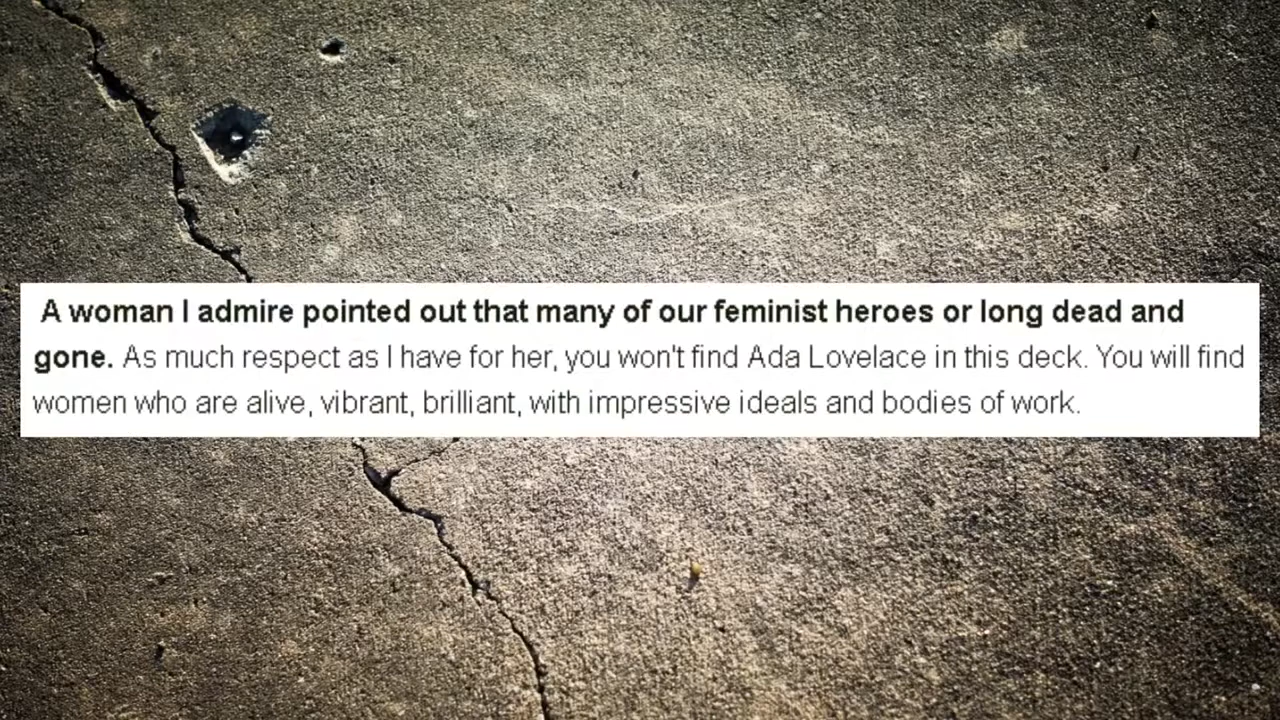 A woman I admire pointed out that many of our feminist heroes or long dead and
gone. As much respect as I have for her, you won't find Ada Lovelace in this deck. You will find
women who are alive, vibrant, brilliant, with impressive ideals and bodies of work.